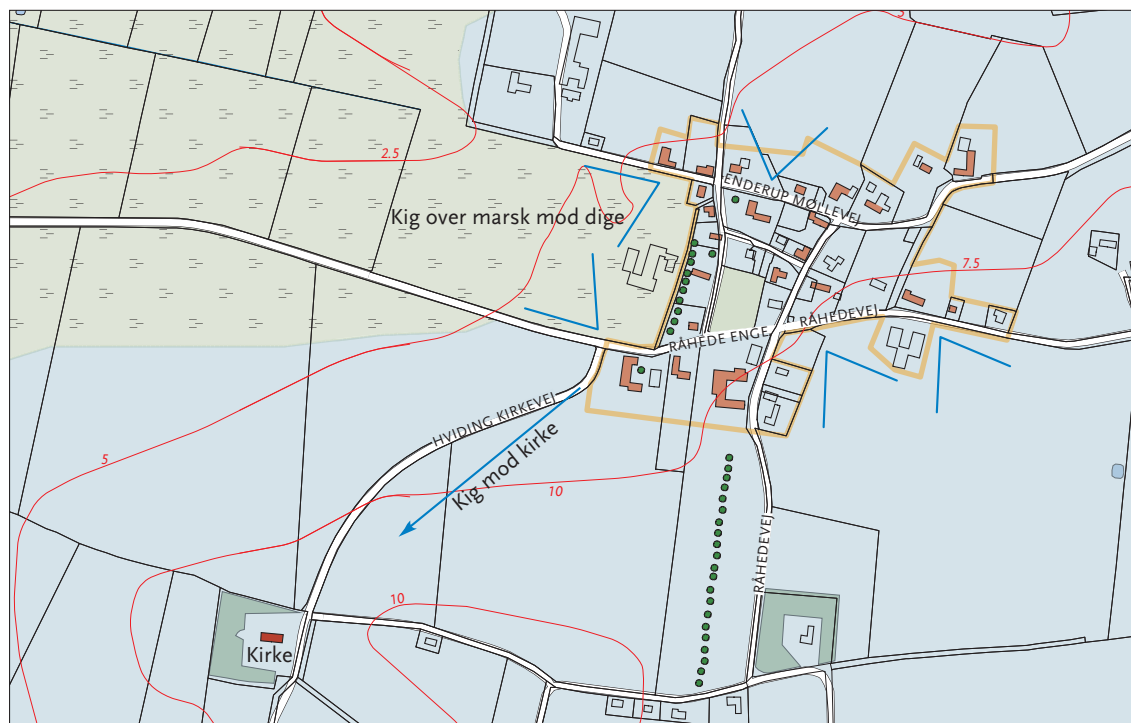 5
2.5
ENDERUP MØLLEVEJ
Kig over marsk mod dige
7.5
RÅHEDEVEJ
RÅHEDE ENGE
HVIDING KIRKEVEJ
Kig mod kirke
5
10
RÅHEDEVEJ
10
Kirke